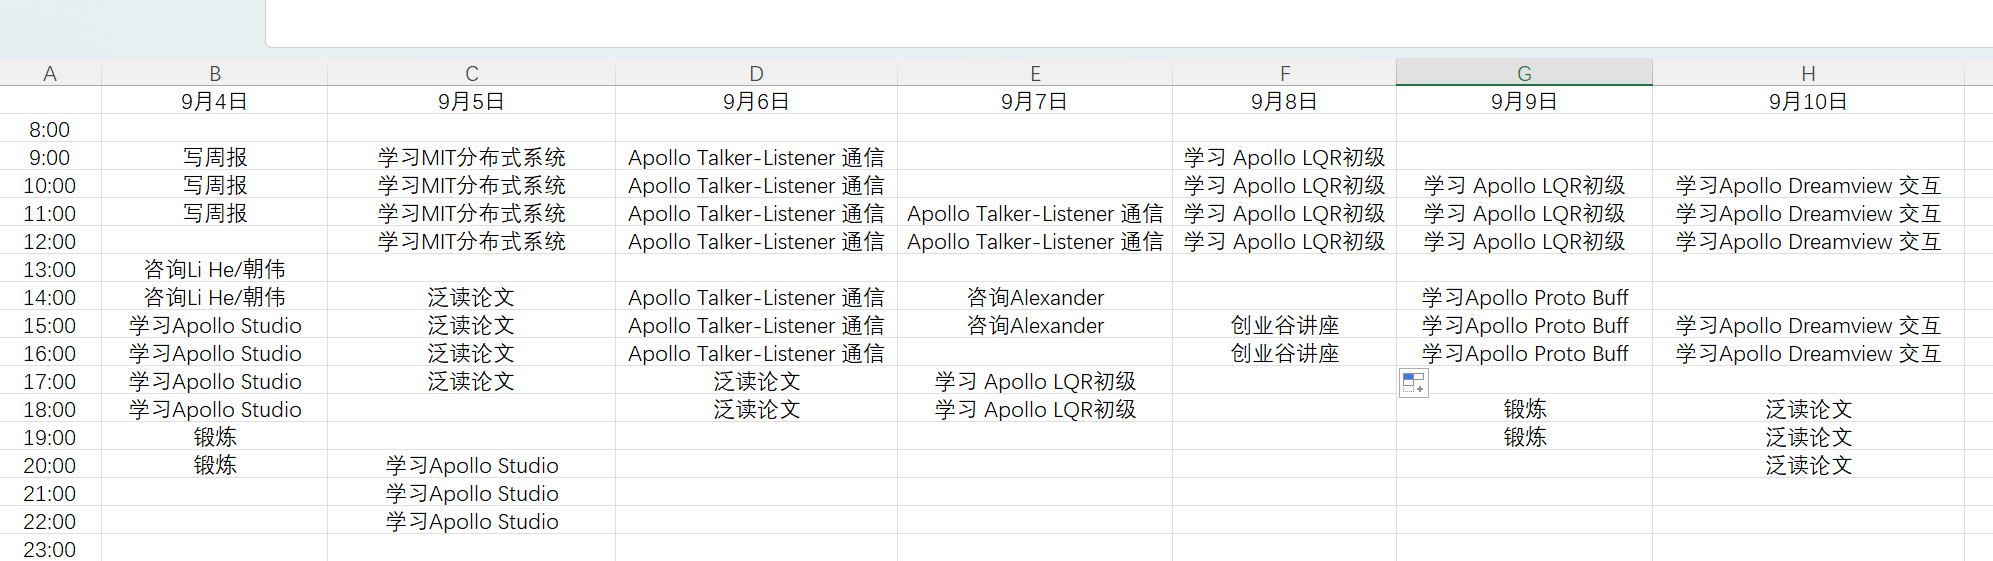 A B C D E F G H
9月4日 9月5日 9月6日 9月7日 9月8日 9月9日 9月10日
8:00
9:00 写周报 学习MIT分布式系统 Apollo Talker-Listener 通信 学习 Apollo LQR初级
10:00 写周报 学习MIT分布式系统 Apollo Talker-Listener 通信 学习 Apollo LQR初级 学习 Apollo LQR初级 学习Apollo Dreamview 交互
11:00 写周报 学习MIT分布式系统 Apollo Talker-Listener 通信 Apollo Talker-Listener 通信 学习 Apollo LQR初级 学习 Apollo LQR初级 学习Apollo Dreamview 交互
12:00 学习MIT分布式系统 Apollo Talker-Listener 通信 Apollo Talker-Listener 通信 学习 Apollo LQR初级 学习 Apollo LQR初级 学习Apollo Dreamview 交互
13:00 咨询Li He/朝伟
14:00 咨询Li He/朝伟 泛读论文 Apollo Talker-Listener 通信 咨询Alexander 学习Apollo Proto Buff
15:00 学习Apollo Studio 泛读论文 Apollo Talker-Listener 通信 咨询Alexander 创业谷讲座 学习Apollo Proto Buff 学习Apollo Dreamview 交互
16:00 学习Apollo Studio 泛读论文 Apollo Talker-Listener 通信 创业谷讲座 学习Apollo Proto Buff 学习Apollo Dreamview 交互
17:00 学习Apollo Studio 泛读论文 泛读论文 学习 Apollo LQR初级
18:00 学习Apollo Studio 泛读论文 学习 Apollo LQR初级 锻炼 泛读论文
19:00 锻炼 锻炼 泛读论文
20:00 锻炼 学习Apollo Studio 泛读论文
21:00 学习Apollo Studio
22:00 学习Apollo Studio
23:00